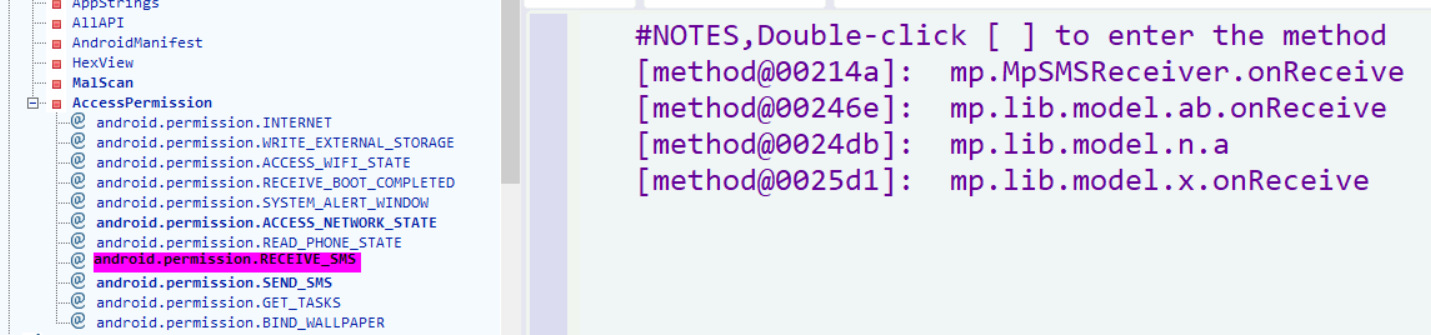 AppStrings
AllAPI
AndroidManifest
HexView
MalScan
AccessPermission
@ android.permission.INTERNET
@ android.permission.WRITE_EXTERNAL_STORAGE
@ android.permission.ACCESS_WIFI_STATE
@ android.permission.RECEIVE_BOOT_COMPLETED
@ android.permission.SYSTEM_ALERT_WINDOW
@ android.permission.ACCESS_NETWORK_STATE
@ android.permission.READ_PHONE_STATE
@ android.permission.RECEIVE_SMS
@ android.permission.SEND_SMS
@ android.permission.GET_TASKS
@ android.permission.BIND_WALLPAPER
#NOTES,Double-click [ ] to enter the method
[method@00214a]: mp.MpSMSReceiver.onReceive
[method@00246e]: mp.lib.model.ab.onReceive
[method@0024db]: mp.lib.model.n.a
[method@0025d1]: mp.lib.model.x.onReceive